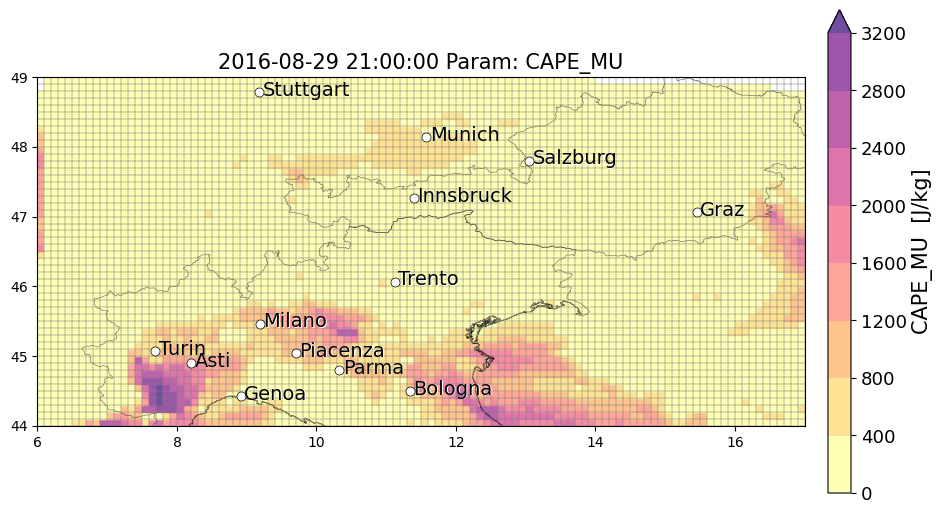 2016-08-29 21:00:00 Param: CAPE_MU
49
48
47
46
45
44
6
8
10
12
14
16
Stuttgart
Munich
Salzburg
Innsbruck
Graz
Trento
Milano
Turin
Piacenza
Asti
Parma
Genoa
Bologna
3200
2800
2400
2000
1600
1200
800
400
0
CAPE_MU [J/kg]